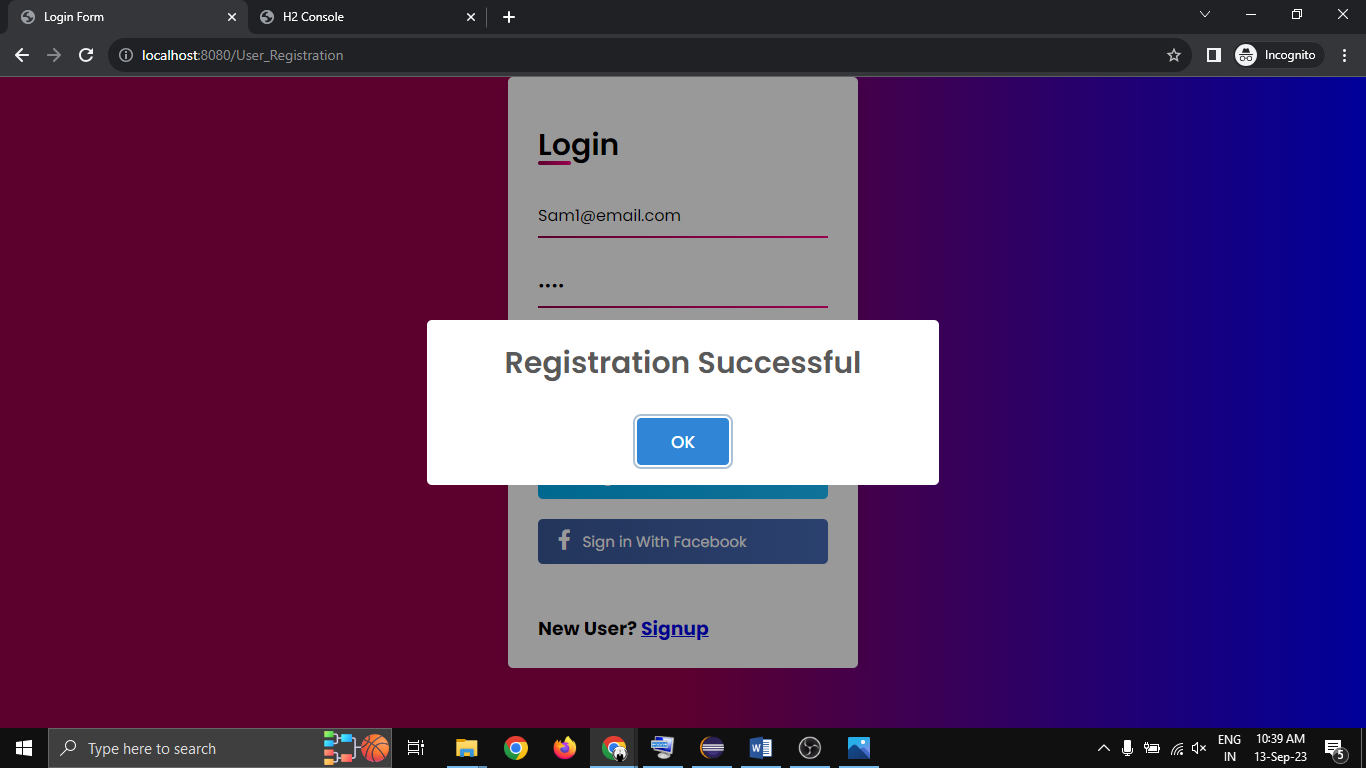 Login Form
H2 Console
localhost:8080/User_Registration
Incognito
Login
Sam1@email.com
••••
Registration Successful
OK
Sign in With Facebook
New User? Signup
Type here to search
ENG
IN
10:39 AM
13-Sep-23
5